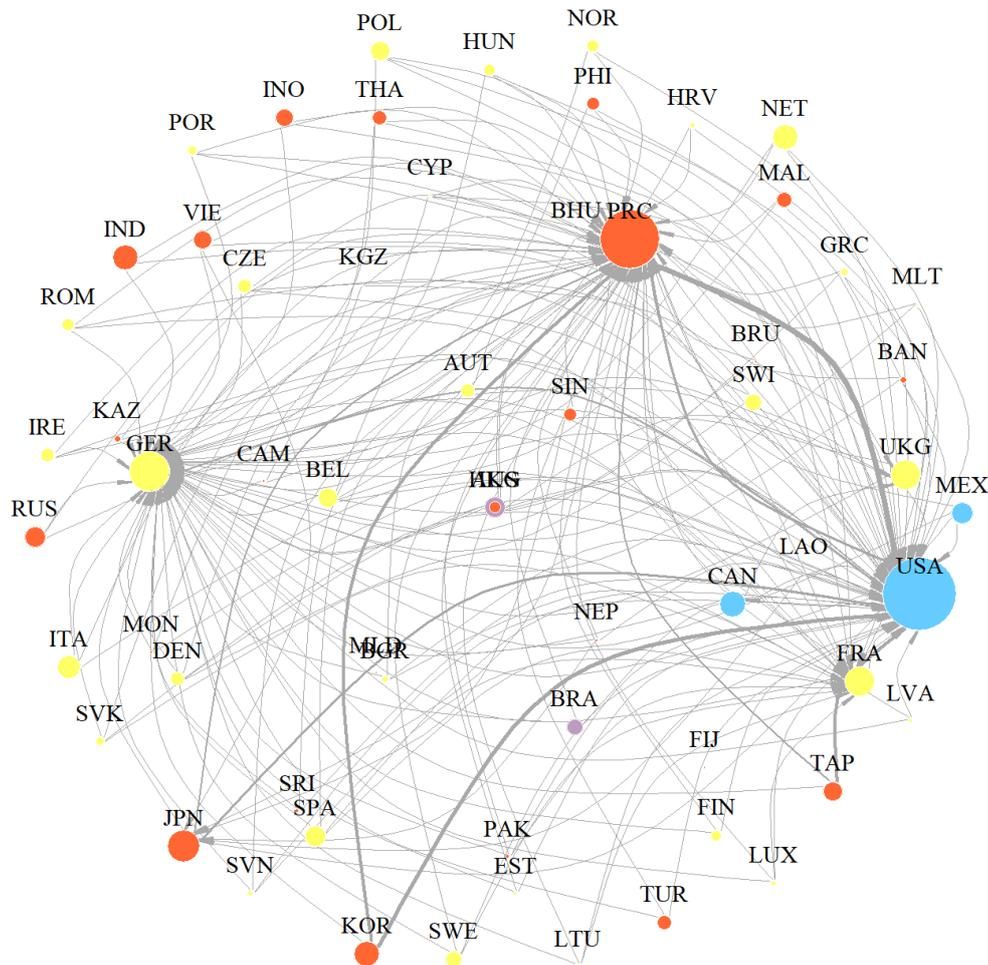 POL
HUN
NOR
INO
THA
PHI
HRV
NET
POR
CYP
MAL
IND
VIE
BHU
PRC
CZE
KGZ
GRC
MLT
ROM
BRU
BAN
AUT
SIN
SWI
IRE
KAZ
GER
CAM
BEL
UKG
MEX
RUS
LAO
USA
CAN
ITA
MON
DEN
NEP
BGR
FRA
SVK
BRA
LVA
FIJ
TAP
JPN
SRI
SPA
FIN
PAK
EST
LUX
SVN
TUR
KOR
SWE
LTU